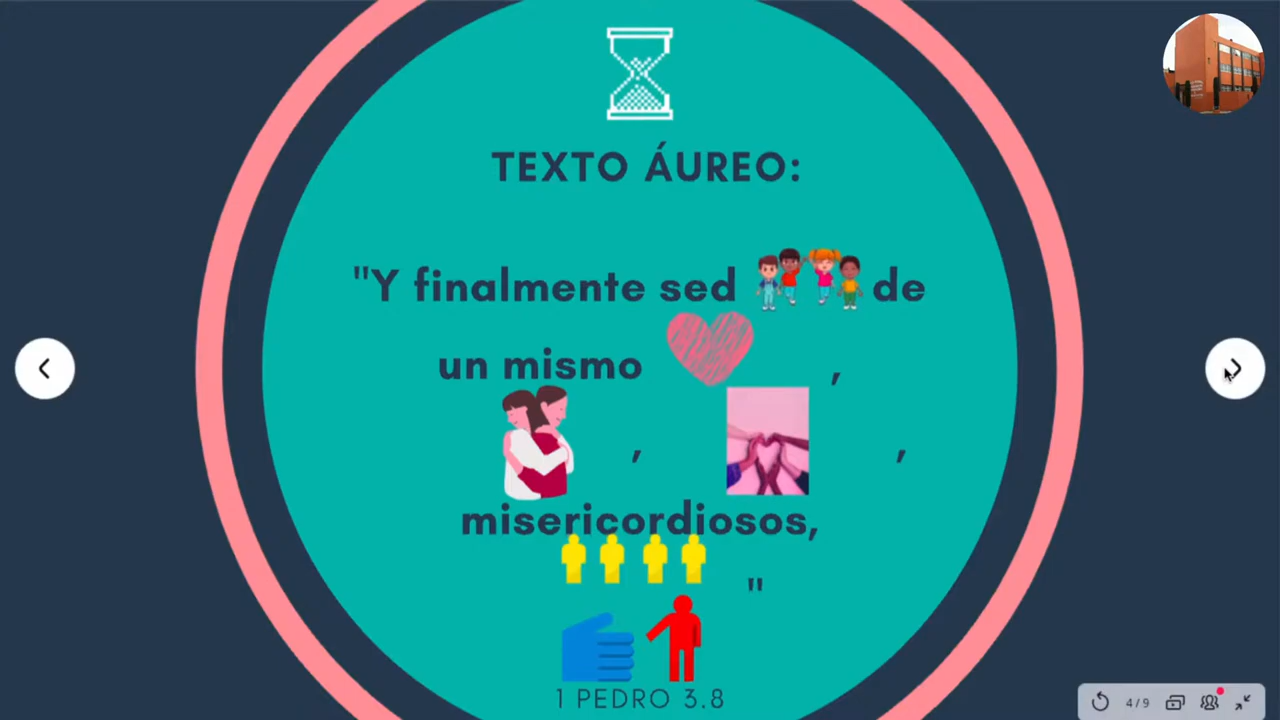 TEXTO ÁUREO:
"Y finalmente sed de
un mismo ,
, ,
misericordiosos,
"
1 PEDRO 3.8
4/9